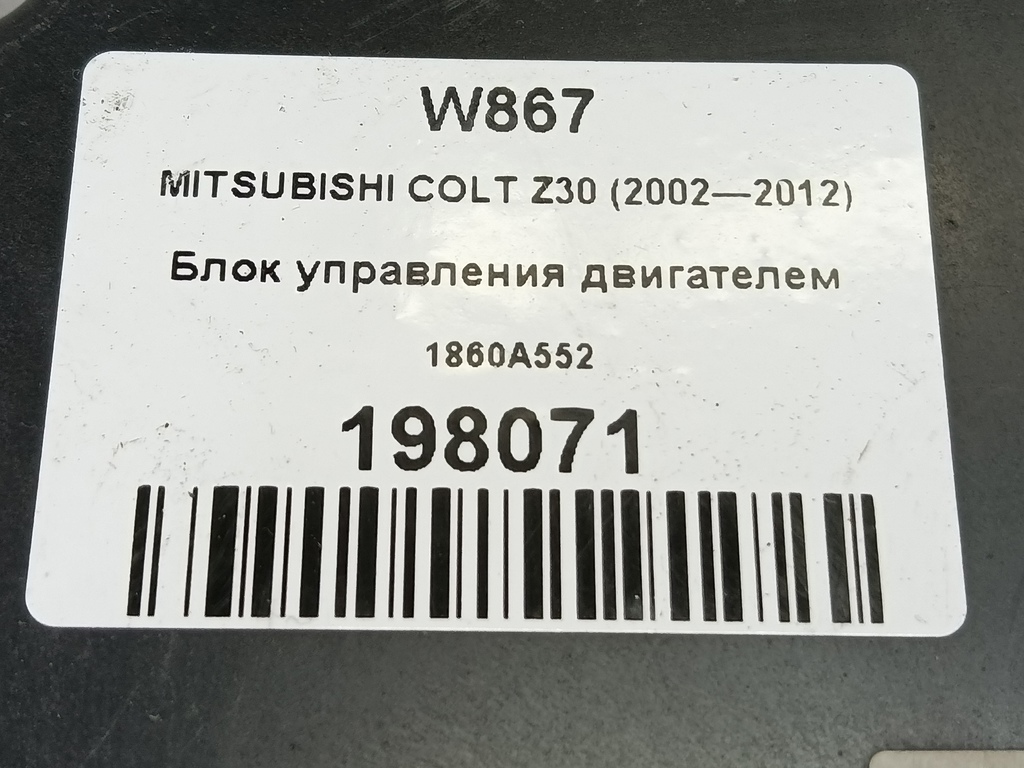 W867
MITSUBISHI COLT Z30 (2002—2012)
Блок управления двигателем
1860A552
198071